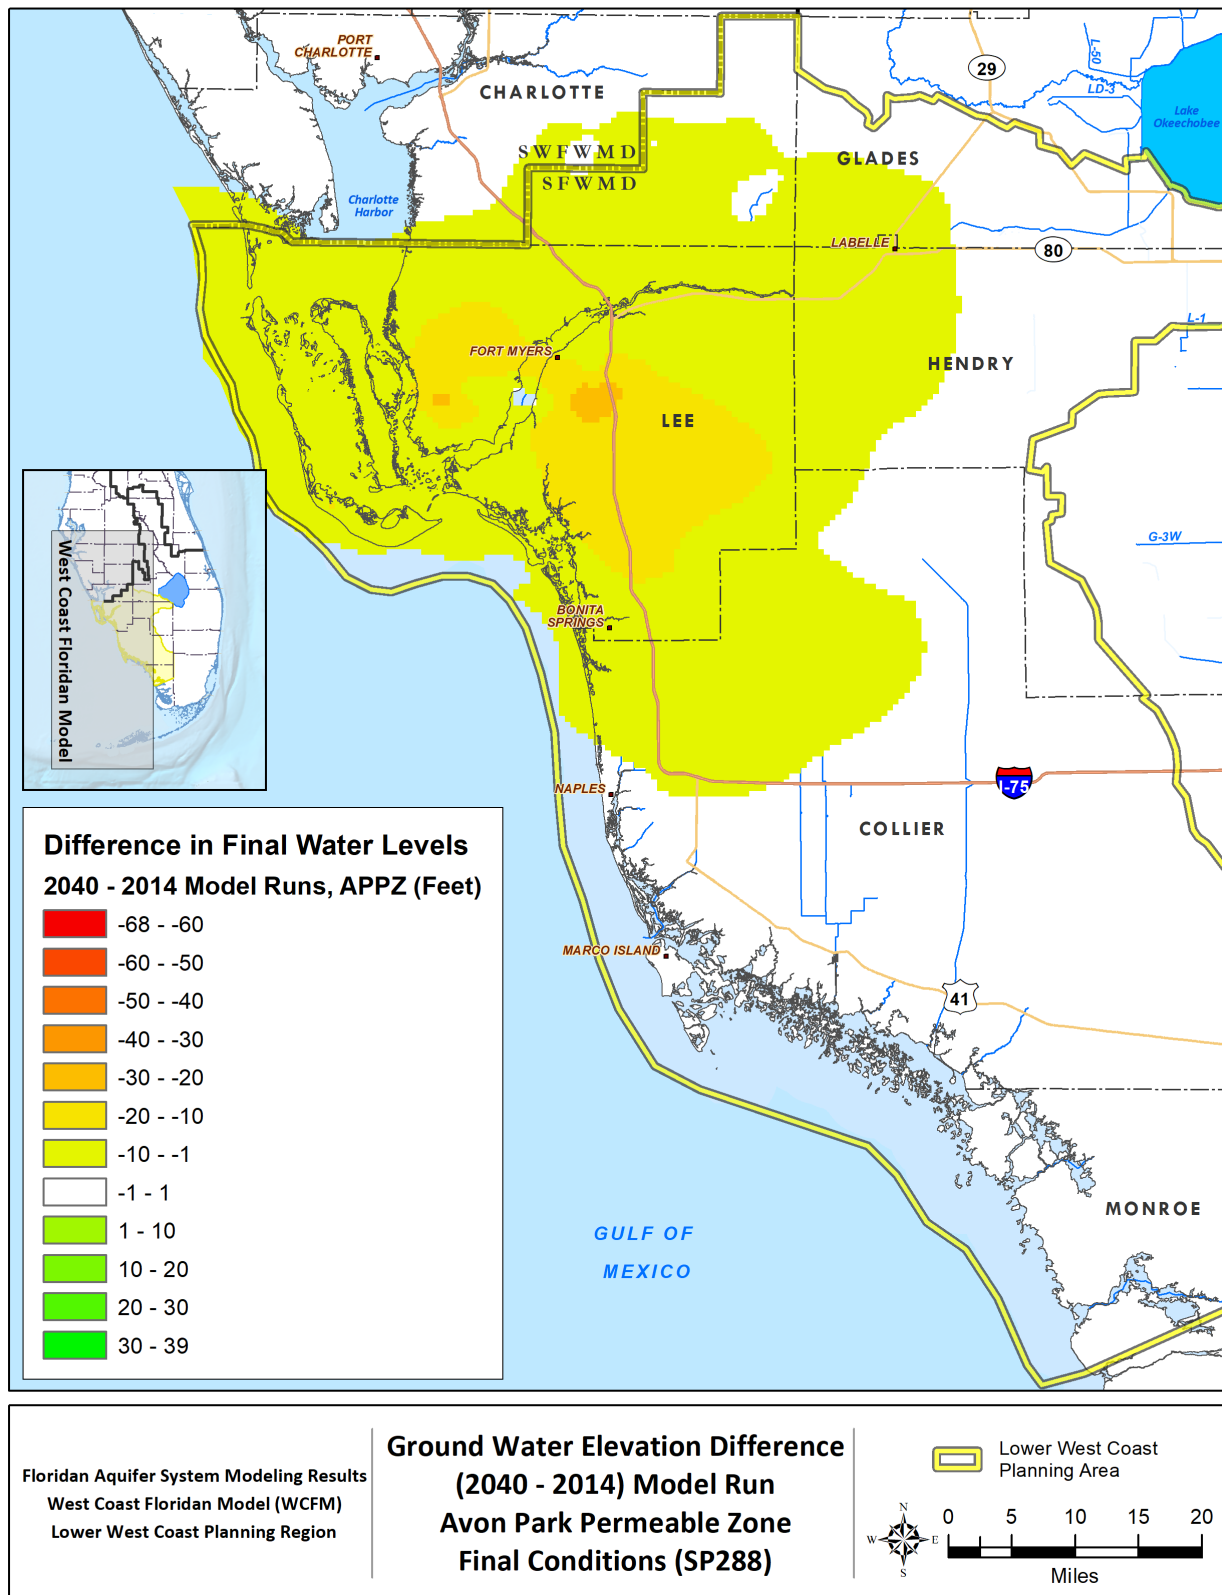 PORT
CHARLOTTE
CHARLOTTE
29
L-50
LD-3
Lake
Okeechobee
SWFWMD
SFWMD
GLADES
Charlotte
Harbor
LABELLE
80
L-1
FORT MYERS
HENDRY
LEE
G-3W
West Coast Floridan Model
BONITA
SPRINGS
I-75
NAPLES
COLLIER
MARCO ISLAND
41
MONROE
GULF OF
MEXICO
Difference in Final Water Levels
2040 - 2014 Model Runs, APPZ (Feet)
-68 - -60
-60 - -50
-50 - -40
-40 - -30
-30 - -20
-20 - -10
-10 - -1
-1 - 1
1 - 10
10 - 20
20 - 30
30 - 39
Floridan Aquifer System Modeling Results
West Coast Floridan Model (WCFM)
Lower West Coast Planning Region
Ground Water Elevation Difference
(2040 - 2014) Model Run
Avon Park Permeable Zone
Final Conditions (SP288)
Lower West Coast
Planning Area
N
W E
S
0 5 10 15 20
Miles